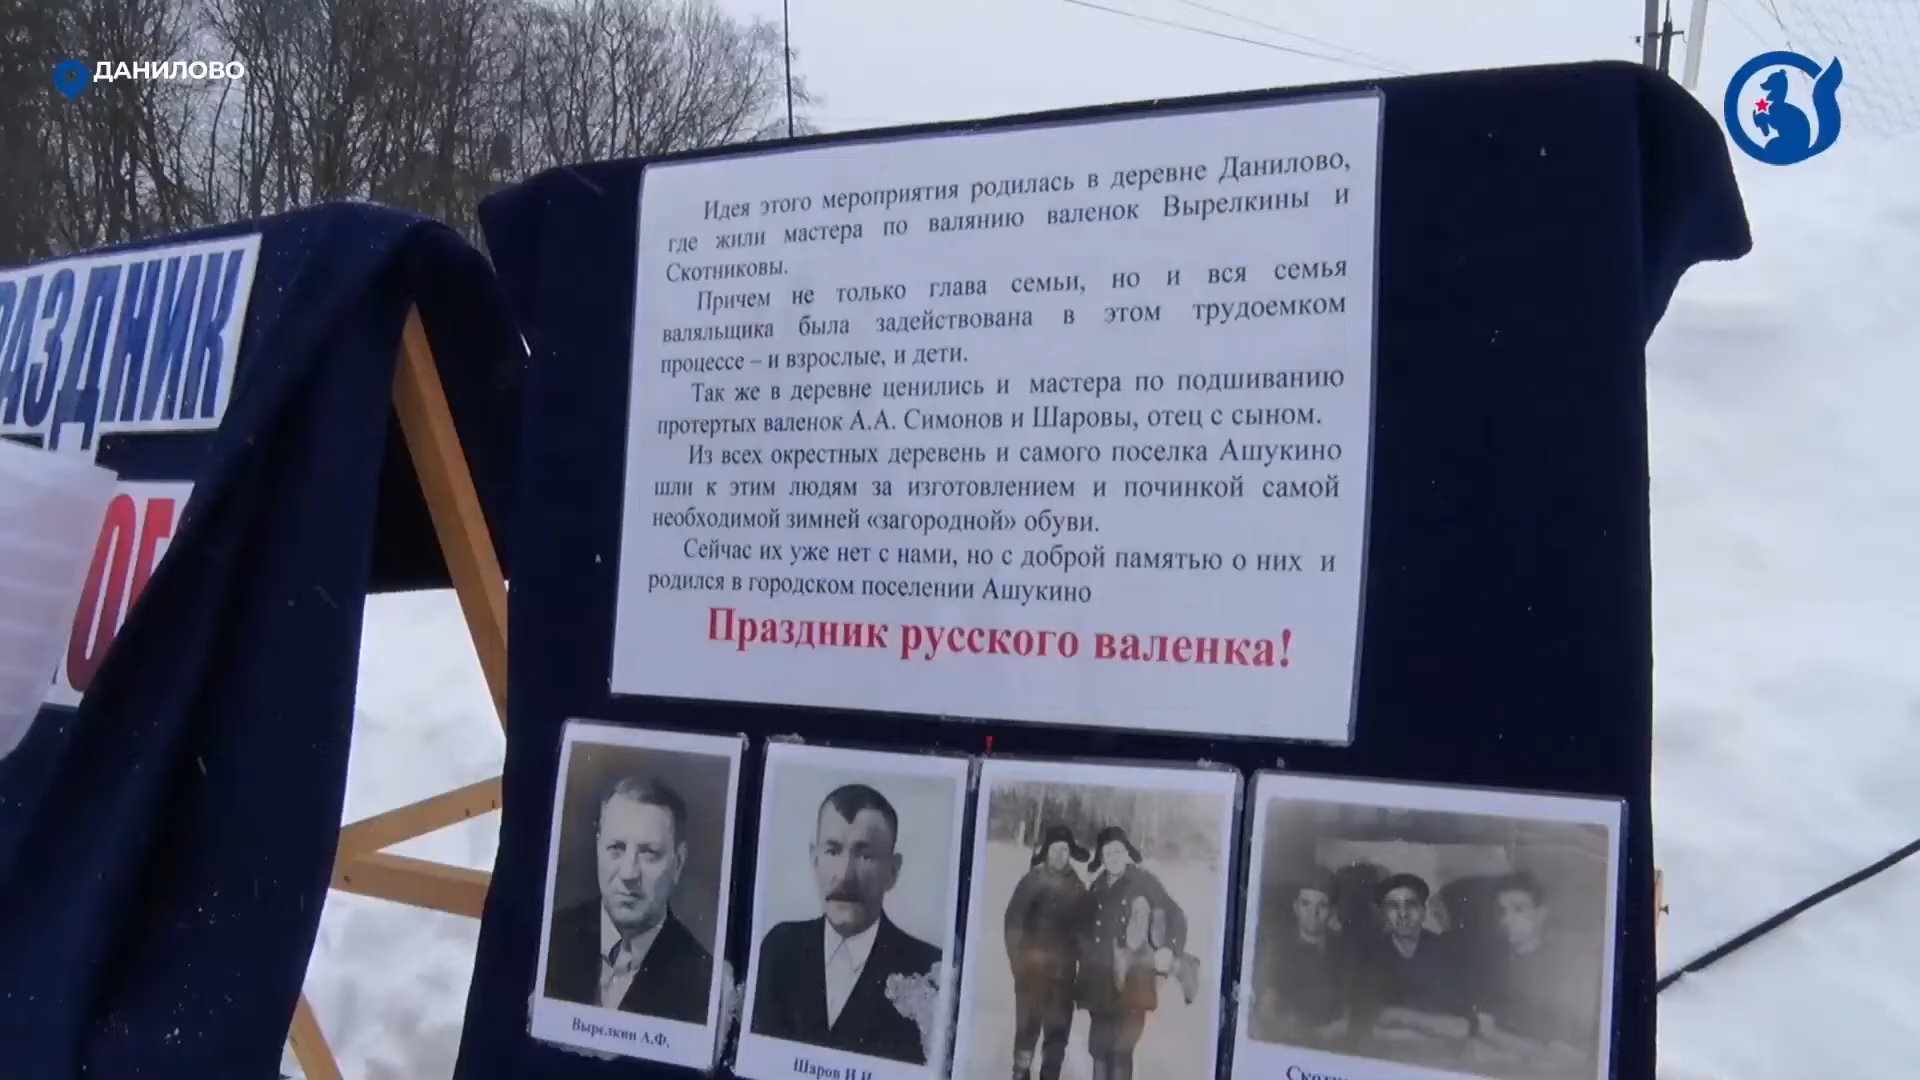 ДАНИЛОВО
Идея этого мероприятия родилась в деревне Данилово,
где жили мастера по валянию валенок Вырелкины и
Скотниковы.
Причем не только глава семьи, но и вся семья
валяльщика была задействована в этом трудоемком
процессе – и взрослые, и дети.
Так же в деревне ценились и мастера по подшиванию
протертых валенок А.А. Симонов и Шаровы, отец с сыном.
Из всех окрестных деревень и самого поселка Ашукино
шли к этим людям за изготовлением и починкой самой
необходимой зимней «загородной» обуви.
Сейчас их уже нет с нами, но с доброй памятью о них и
родился в городском поселении Ашукино
Праздник русского валенка!
Вырелкин А.Ф.
Шаров И.И.